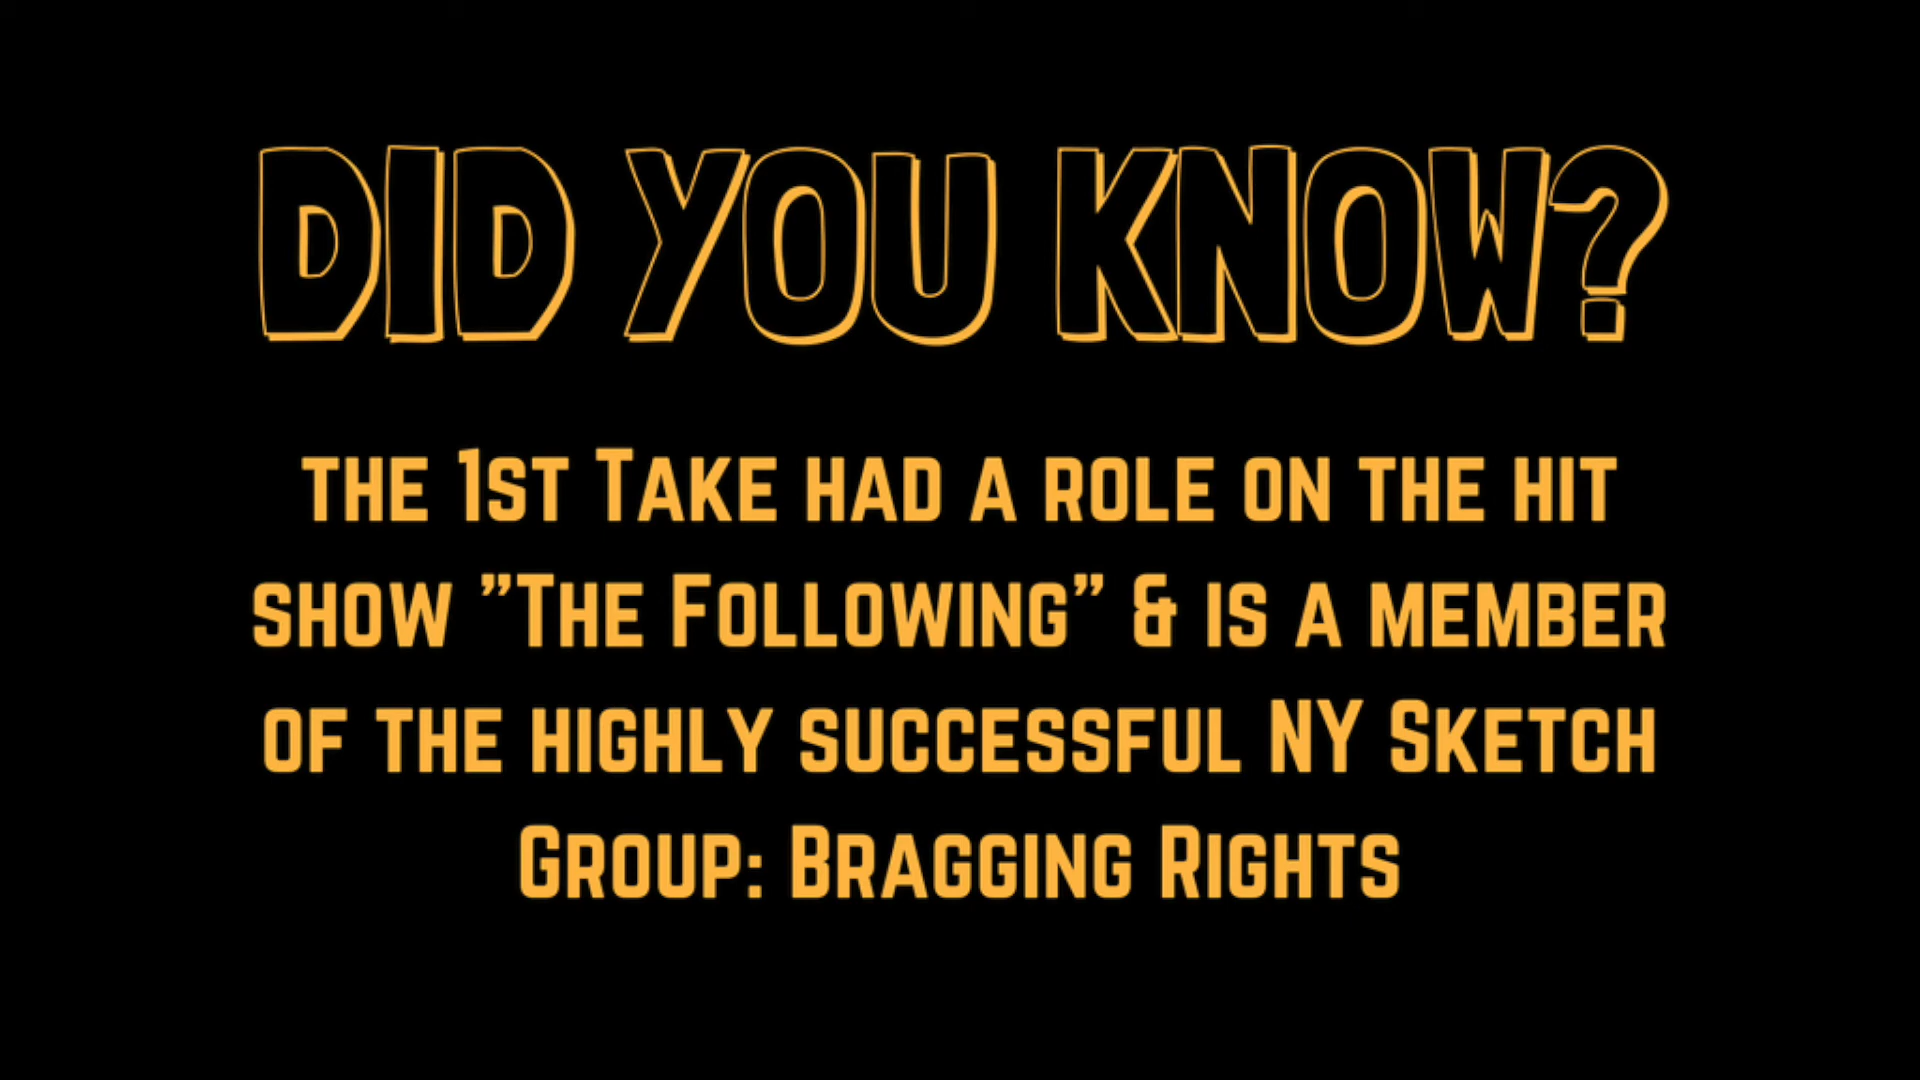 DID YOU KNOW?
THE 1ST TAKE HAD A ROLE ON THE HIT
SHOW "THE FOLLOWING" & IS A MEMBER
OF THE HIGHLY SUCCESSFUL NY SKETCH
GROUP: BRAGGING RIGHTS